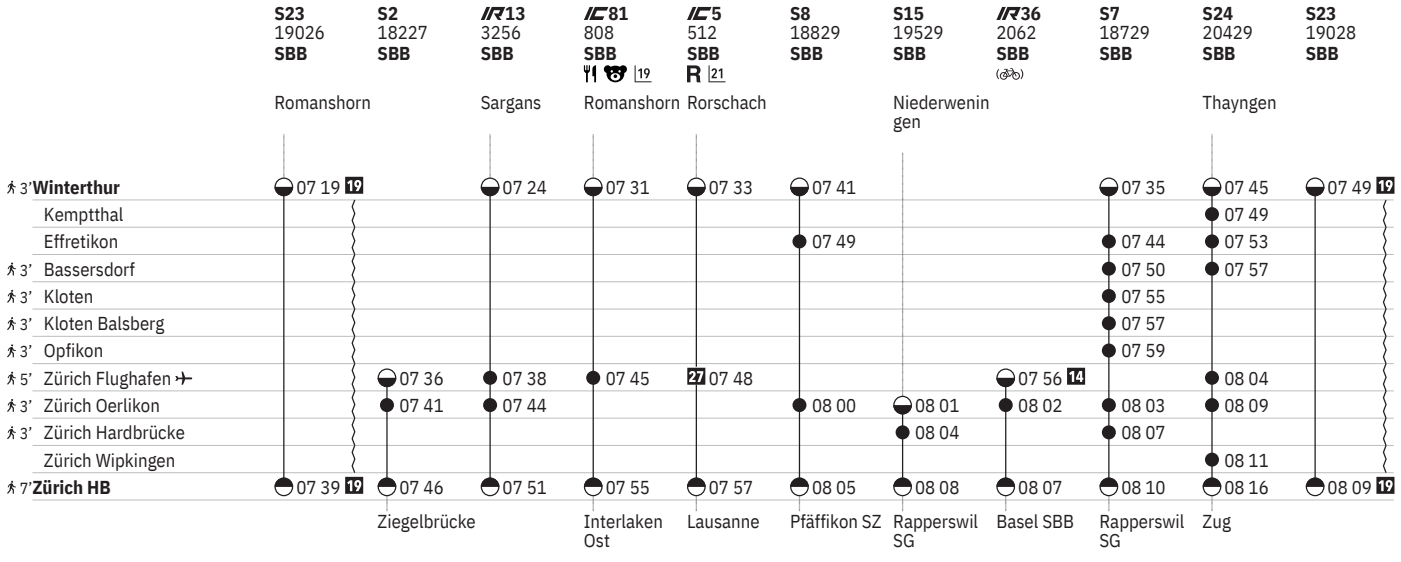 S23 S2 IR13 IC81 IC5 S8 S15 IR36 S7 S24 S23
19026 18227 3256 808 512 18829 19529 2062 18729 20429 19028
SBB SBB SBB SBB SBB SBB SBB SBB SBB SBB SBB
19 R 21
Romanshorn Sargans Romanshorn Rorschach Niederwenin Thayngen
gen
3’ Winterthur 07 19 19 07 24 07 31 07 33 07 41 07 35 07 45 07 49 19
Kemptthal 07 49
Effretikon 07 49 07 44 07 53
3’ Bassersdorf 07 50 07 57
3’ Kloten 07 55
3’ Kloten Balsberg 07 57
3’ Opfikon 07 59
5’ Zürich Flughafen 07 36 07 38 07 45 27 07 48 07 56 14 08 04
3’ Zürich Oerlikon 07 41 07 44 08 00 08 01 08 02 08 03 08 09
3’ Zürich Hardbrücke 08 04 08 07
Zürich Wipkingen 08 11
7’ Zürich HB 07 39 19 07 46 07 51 07 55 07 57 08 05 08 08 08 07 08 10 08 16 08 09 19
Ziegelbrücke Interlaken Lausanne Pfäffikon SZ Rapperswil Basel SBB Rapperswil Zug
Ost SG SG